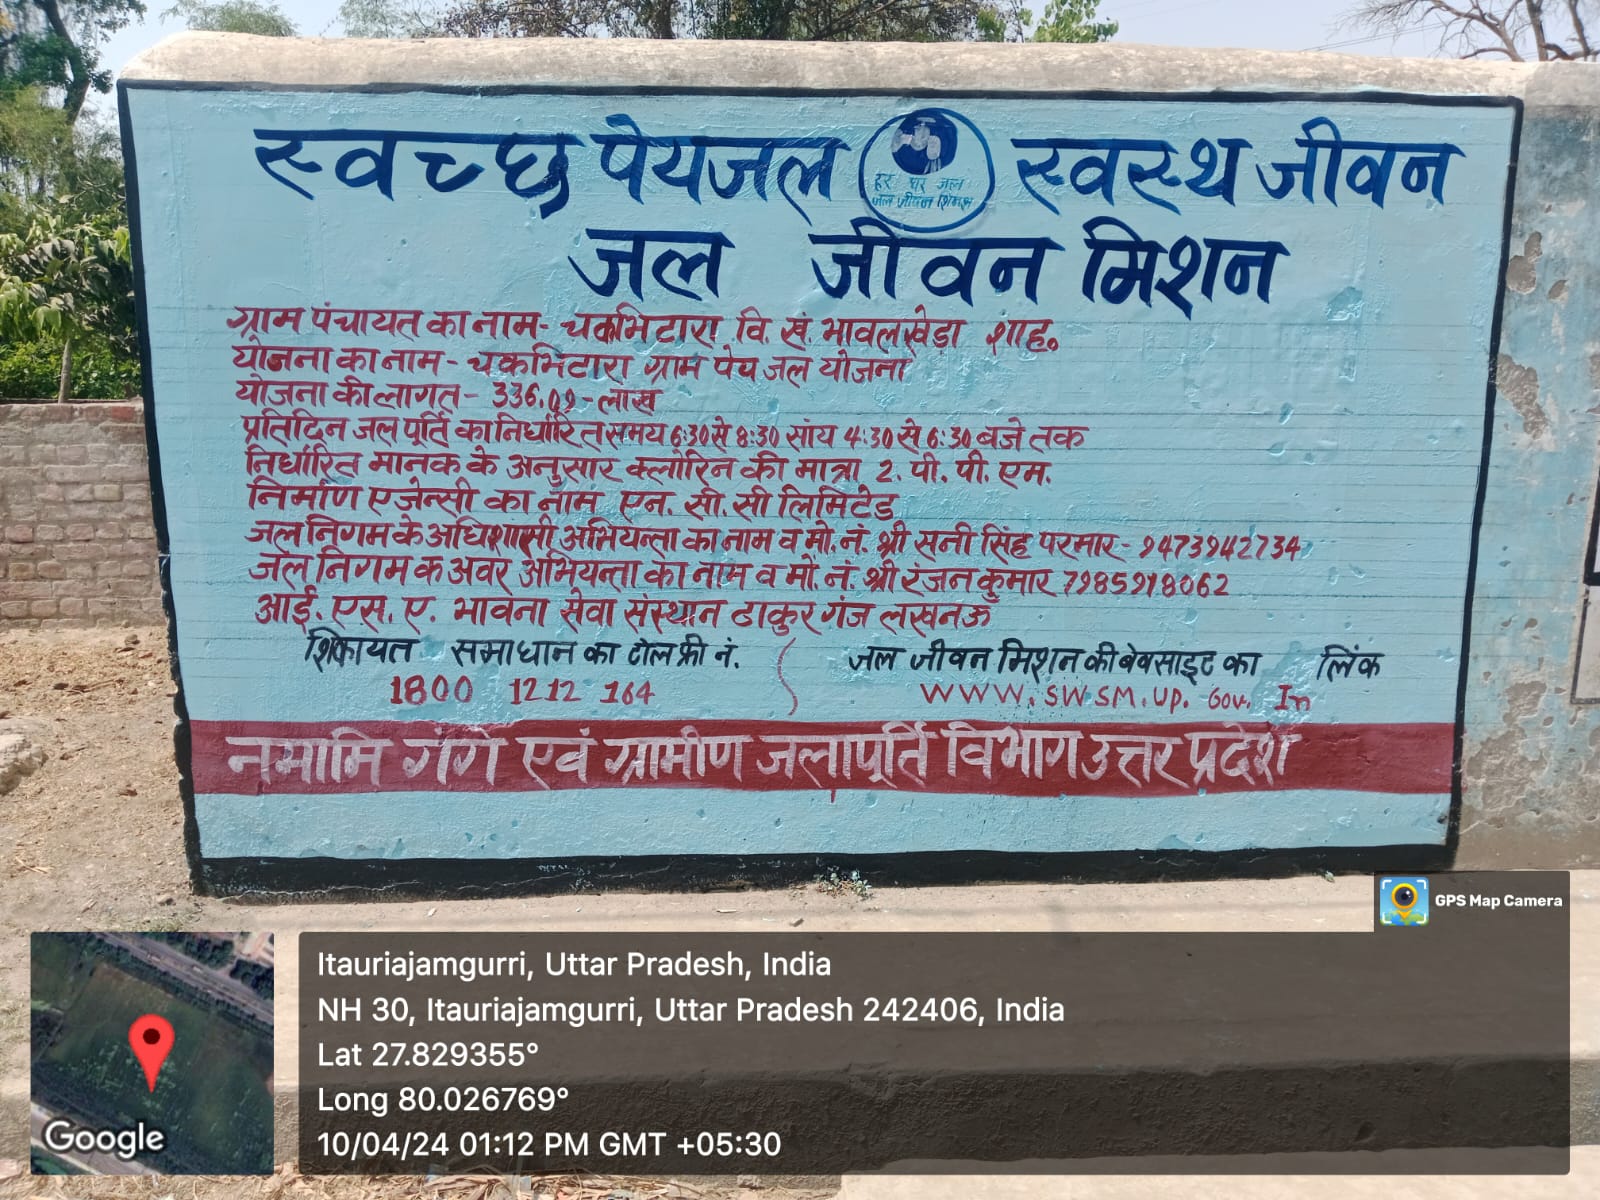 स्वच्छ पेयजल स्वस्थ जीवन
हर घर जल
जल जीवन मिशन
जल जीवन मिशन
ग्राम पंचायत का नाम- चकभिटारा वि. खं. भावलखेड़ा शाह०
योजना का नाम- चकभिटारा ग्राम पेय जल योजना
योजना की लागत- 336.09-लाख
प्रतिदिन जल पूर्ति का निर्धारित समय 6:30 से 8:30 सांय 4:30 से 6:30 बजे तक
निर्धारित मानक के अनुसार क्लोरिन की मात्रा 2. पी. पी. एम.
निर्माण एजेन्सी का नाम एन. सी. सी लिमिटेड
जल निगम के अधिशासी अभियन्ता का नाम व मो. नं. श्री सनी सिंह परमार- 9473942734
जल निगम क अवर अभियन्ता का नाम व मों. नं. श्री रंजन कुमार 7985918062
आई. एस. ए. भावना सेवा संस्थान ठाकुर गंज लखनऊ
शिकायत समाधान का टोल फ्री नं. जल जीवन मिशन की वेबसाइट का लिंक
1800 1212 164 WWW.SWSM.UP.Gov. In
नमामि गंगे एवं ग्रामीण जलापूर्ति विभाग उत्तर प्रदेश
GPS Map Camera
Itauriajamgurri, Uttar Pradesh, India
NH 30, Itauriajamgurri, Uttar Pradesh 242406, India
Lat 27.829355°
Long 80.026769°
10/04/24 01:12 PM GMT +05:30
Google